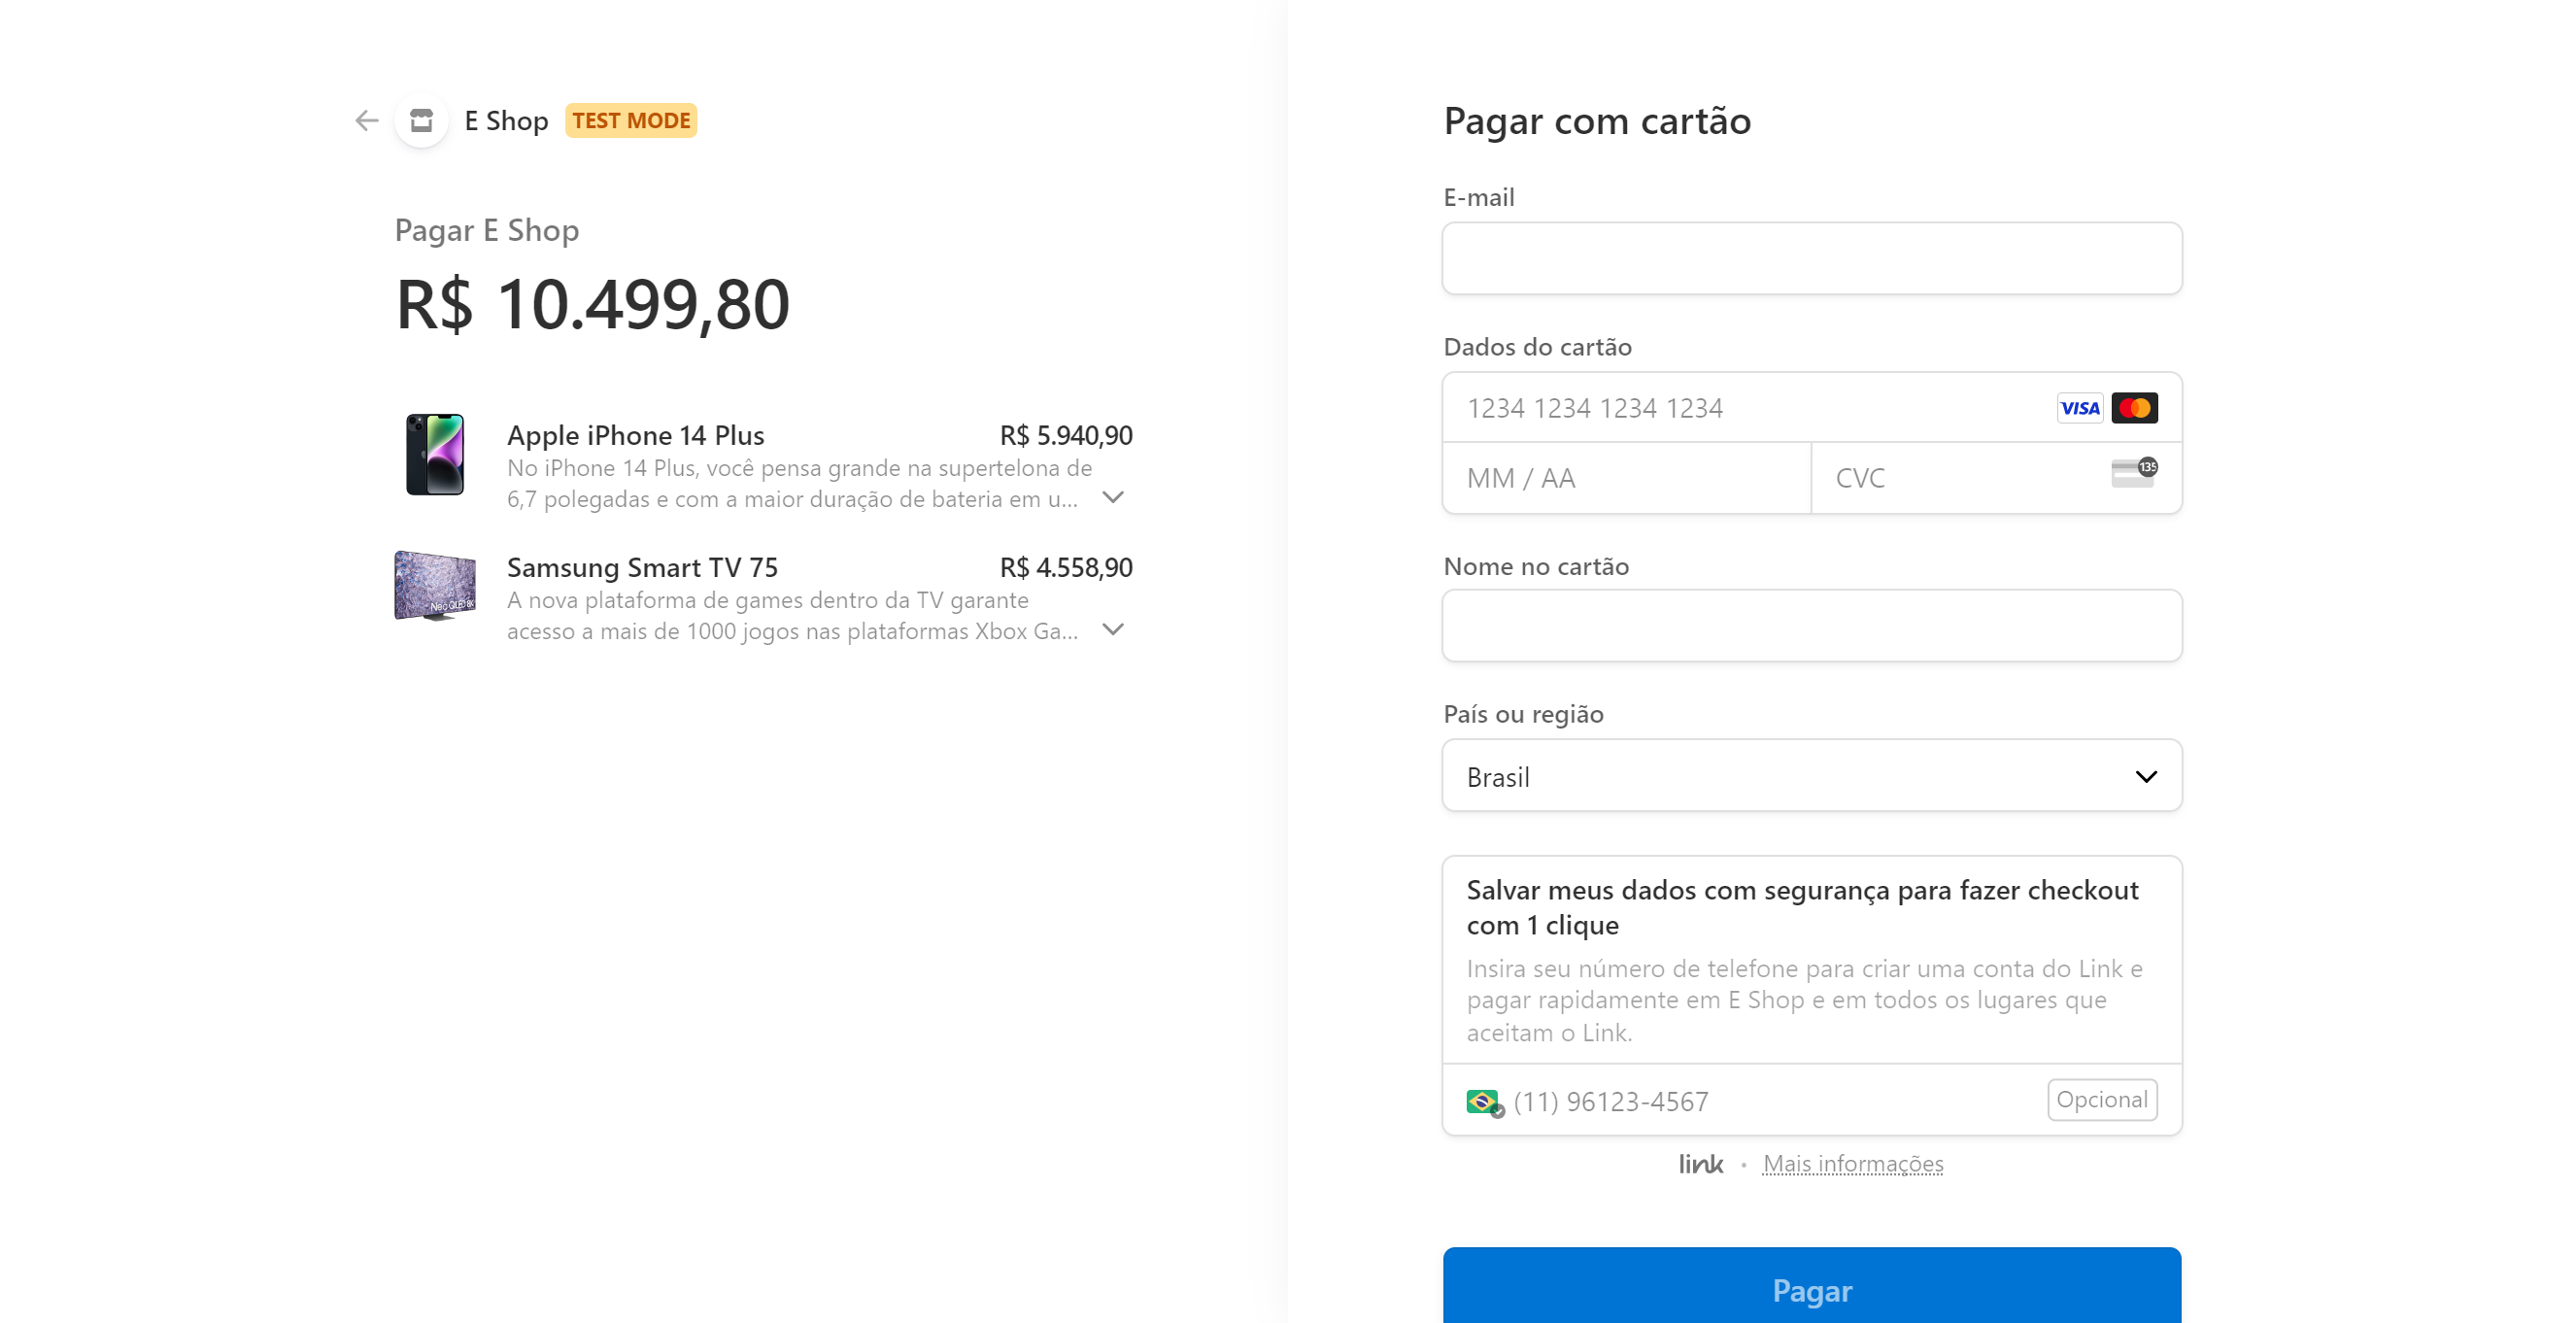 E Shop TEST MODE
Pagar E Shop
R$ 10.499,80
Apple iPhone 14 Plus R$ 5.940,90
No iPhone 14 Plus, você pensa grande na supertelona de
6,7 polegadas e com a maior duração de bateria em u...
Samsung Smart TV 75 R$ 4.558,90
Neo QLED 8K
A nova plataforma de games dentro da TV garante
acesso a mais de 1000 jogos nas plataformas Xbox Ga...
Pagar com cartão
E-mail
Dados do cartão
1234 1234 1234 1234 VISA
MM / AA CVC 135
Nome no cartão
País ou região
Brasil
Salvar meus dados com segurança para fazer checkout
com 1 clique
Insira seu número de telefone para criar uma conta do Link e
pagar rapidamente em E Shop e em todos os lugares que
aceitam o Link.
(11) 96123-4567 Opcional
link • Mais informações
Pagar